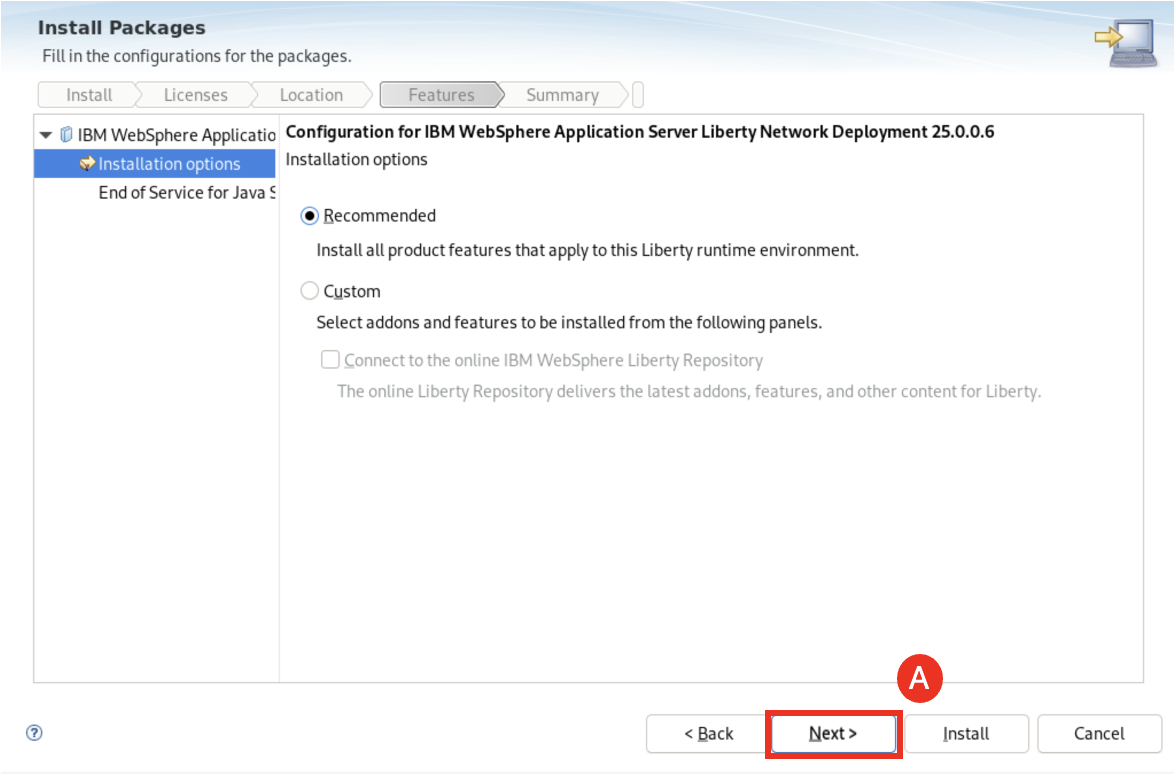 Install Packages
Fill in the configurations for the packages.
Install Licenses Location Features Summary
IBM WebSphere Applicatio
Installation options
End of Service for Java S
Configuration for IBM WebSphere Application Server Liberty Network Deployment 25.0.0.6
Installation options
Recommended
Install all product features that apply to this Liberty runtime environment.
Custom
Select addons and features to be installed from the following panels.
Connect to the online IBM WebSphere Liberty Repository
The online Liberty Repository delivers the latest addons, features, and other content for Liberty.
A
? < Back Next > Install Cancel